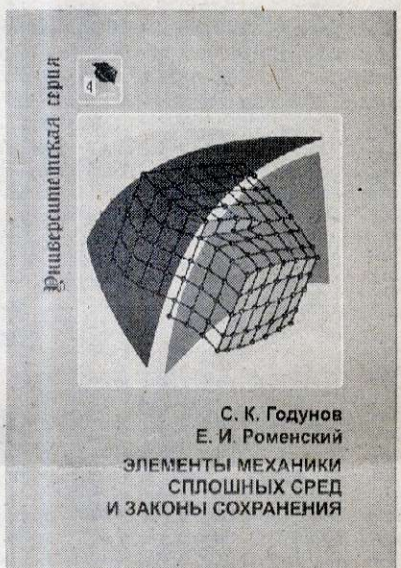 Университетская серия
4
С. К. Годунов
Е. И. Роменский
ЭЛЕМЕНТЫ МЕХАНИКИ
СПЛОШНЫХ СРЕД
И ЗАКОНЫ СОХРАНЕНИЯ